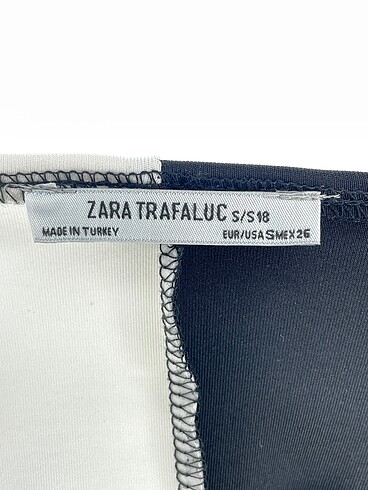 ZARA TRAFALUC S/S18
MADE IN TURKEY EUR/USA S MEX 26